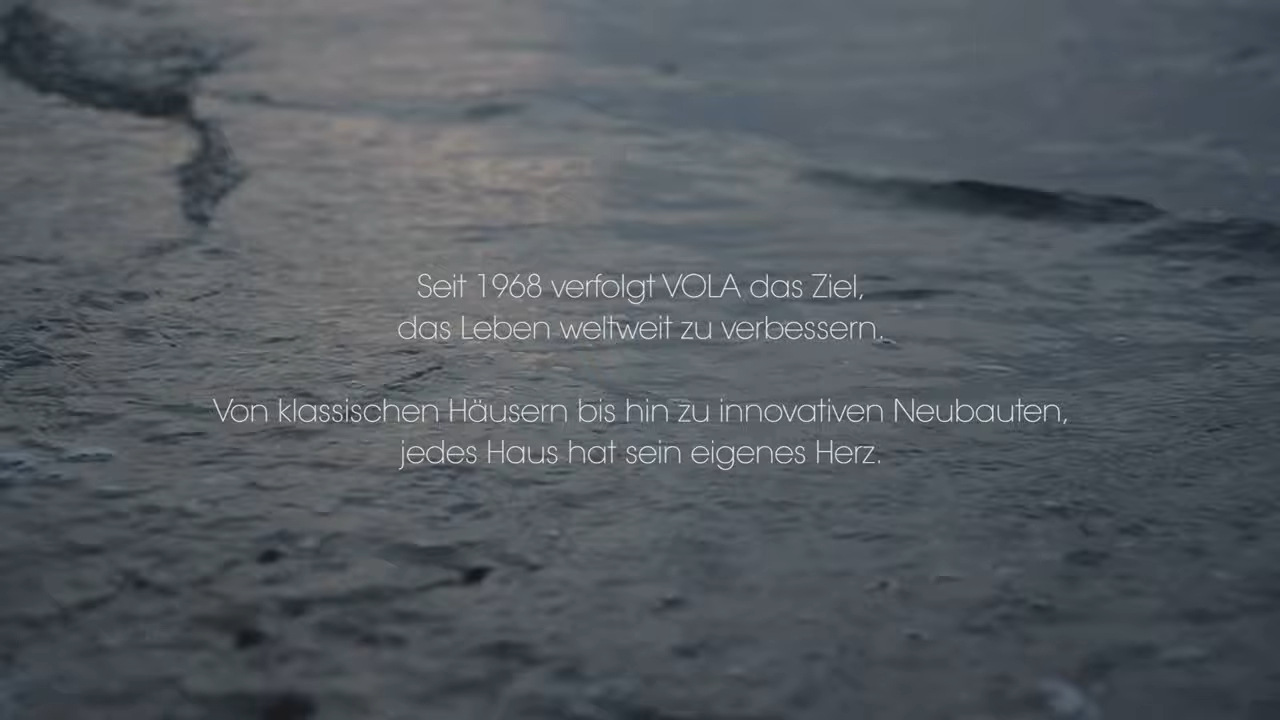 Seit 1968 verfolgt VOLA das Ziel,
das Leben weltweit zu verbessern.
Von klassischen Häusern bis hin zu innovativen Neubauten,
jedes Haus hat sein eigenes Herz.